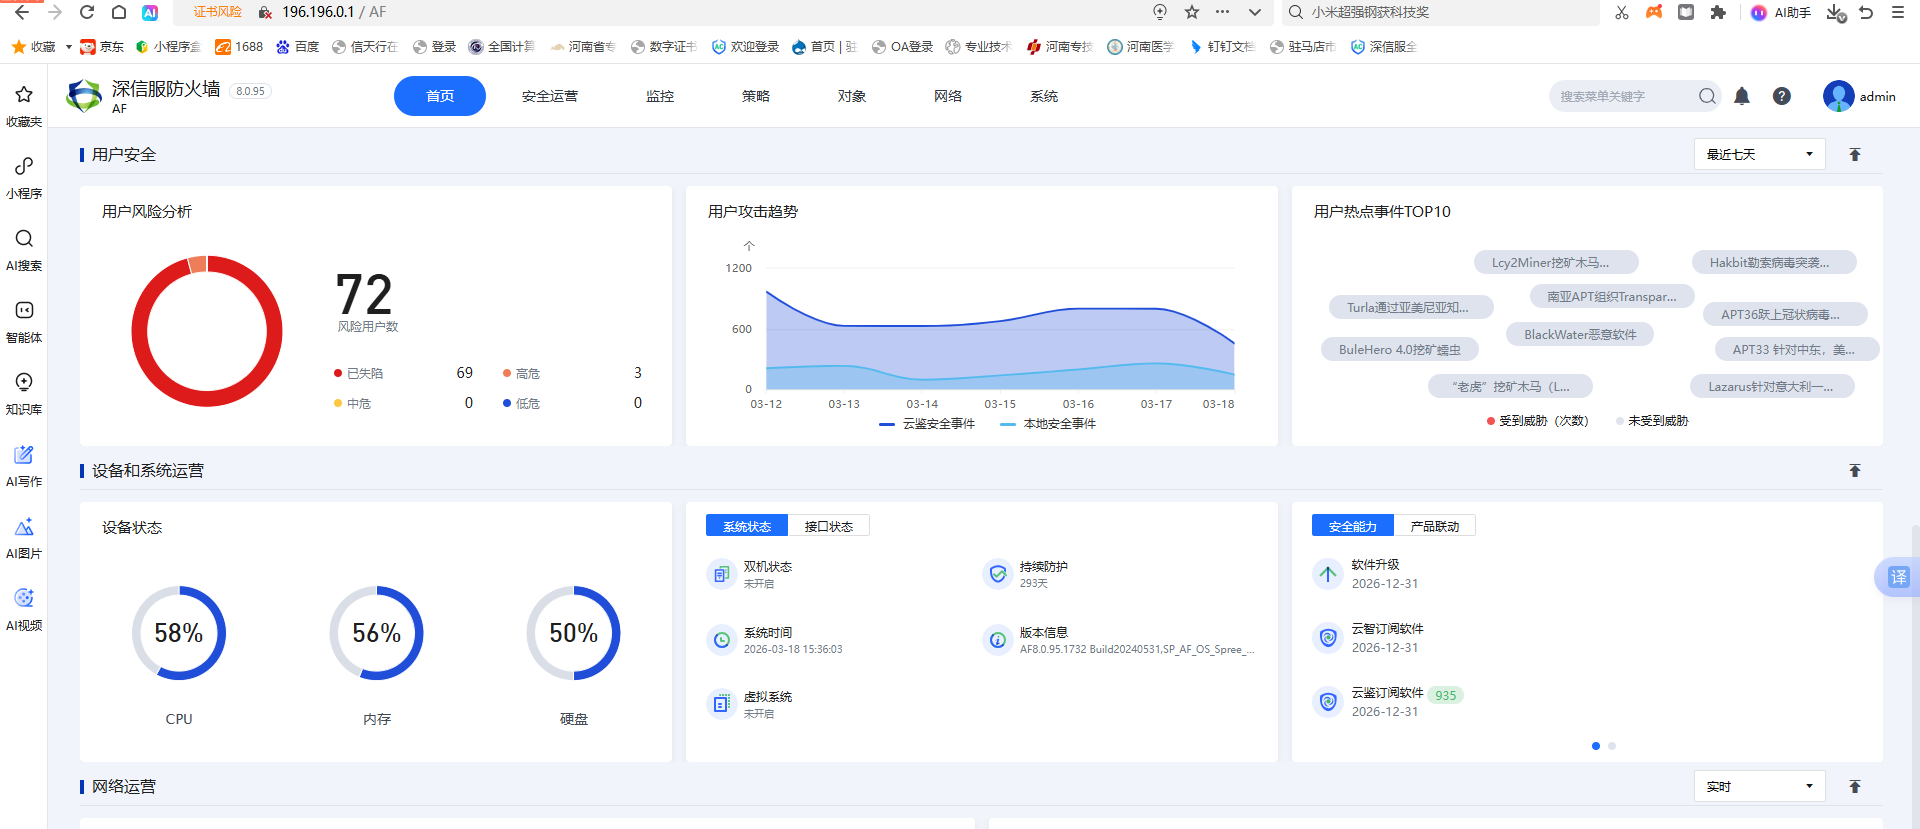 证书风险 196.196.0.1 / AF 小米超强钢获科技奖 AI助手
收藏 京东 小程序盒 1688 百度 信天行在 登录 全国计算 河南省专 数字证书 欢迎登录 首页 | 驻 OA登录 专业技术 河南专技 河南医学 钉钉文档 驻马店市 深信服全
收藏夹
小程序
AI搜索
智能体
知识库
AI写作
AI图片
AI视频
深信服防火墙 8.0.95
AF
首页 安全运营 监控 策略 对象 网络 系统
搜索菜单关键字
admin
用户安全
最近七天
用户风险分析
72
风险用户数
已失陷 69 高危 3
中危 0 低危 0
用户攻击趋势
个
1200
600
0
03-12 03-13 03-14 03-15 03-16 03-17 03-18
云鉴安全事件 本地安全事件
用户热点事件TOP10
Lcy2Miner挖矿木马... Hakbit勒索病毒突袭...
南亚APT组织Transpar...
Turla通过亚美尼亚知... APT36跃上冠状病毒...
BlackWater恶意软件
BuleHero 4.0挖矿蠕虫 APT33 针对中东，美...
“老虎”挖矿木马（L... Lazarus针对意大利一...
受到威胁（次数） 未受到威胁
设备和系统运营
设备状态
58% 56% 50%
CPU 内存 硬盘
系统状态 接口状态
双机状态
未开启
持续防护
293天
系统时间
2026-03-18 15:36:03
版本信息
AF8.0.95.1732 Build20240531,SP_AF_OS_Spree_...
虚拟系统
未开启
安全能力 产品联动
软件升级
2026-12-31
云智订阅软件
2026-12-31
云鉴订阅软件 935
2026-12-31
译
网络运营
实时